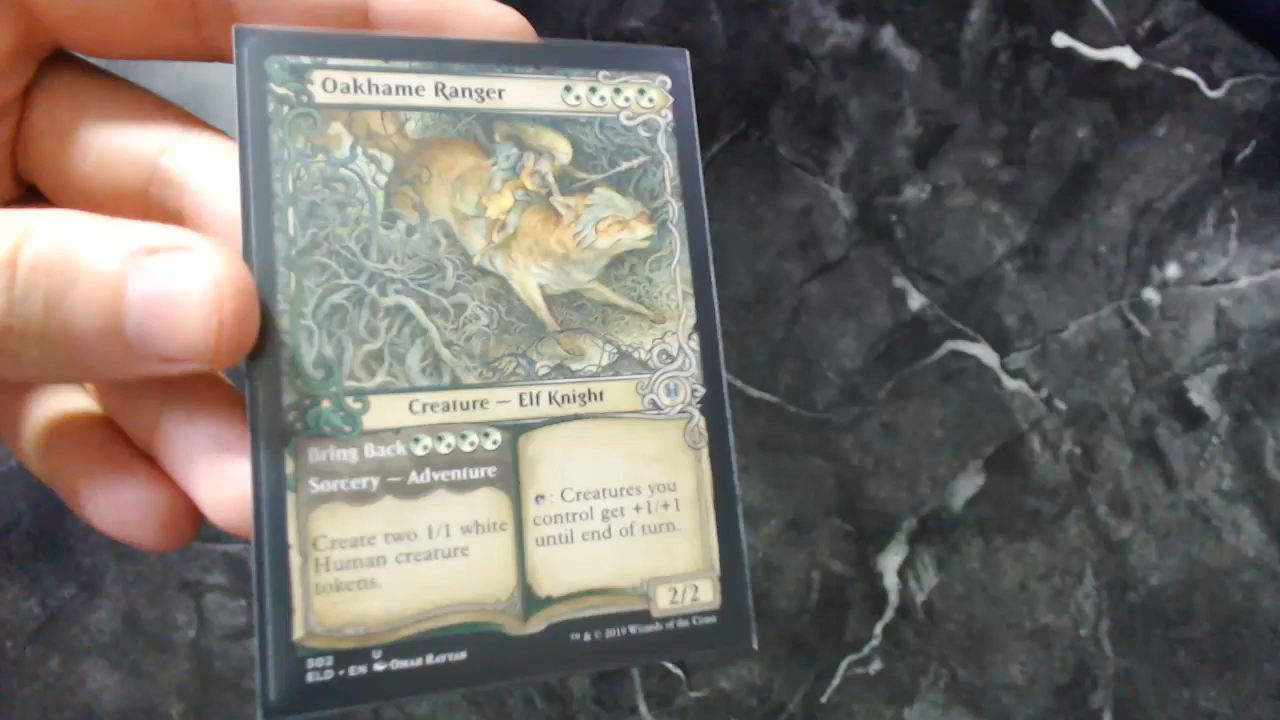 Oakhame Ranger
Creature — Elf Knight
Bring Back
Sorcery — Adventure
Create two 1/1 white
Human creature
tokens.
: Creatures you
control get +1/+1
until end of turn.
2/2
™ & © 2019 Wizards of the Coast
302 U
ELD • EN Omar Rayyan